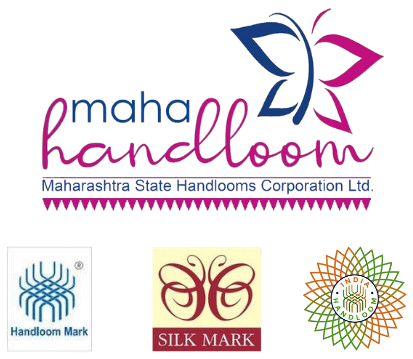 maha
handloom
Maharashtra State Handlooms Corporation Ltd.
®
Handloom Mark
SILK MARK
INDIA
HANDLOOM